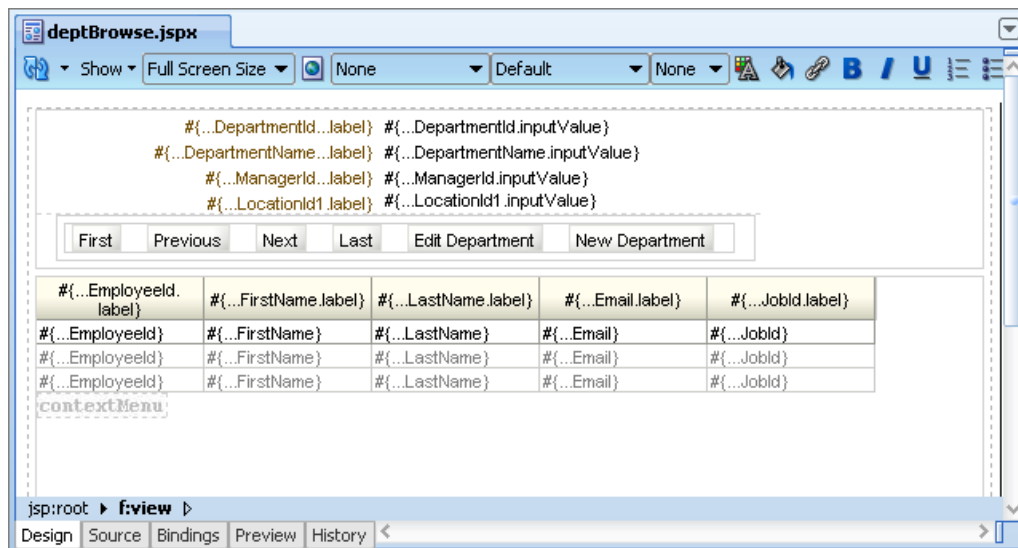 deptBrowse.jspx
Show Full Screen Size None Default None B I U
#{...DepartmentId...label} #{...DepartmentId.inputValue}
#{...DepartmentName...label} #{...DepartmentName.inputValue}
#{...ManagerId...label} #{...ManagerId.inputValue}
#{...LocationId1.label} #{...LocationId1.inputValue}
First Previous Next Last Edit Department New Department
#{...EmployeeId.
label} #{...FirstName.label} #{...LastName.label} #{...Email.label} #{...JobId.label}
#{...EmployeeId} #{...FirstName} #{...LastName} #{...Email} #{...JobId}
#{...EmployeeId} #{...FirstName} #{...LastName} #{...Email} #{...JobId}
#{...EmployeeId} #{...FirstName} #{...LastName} #{...Email} #{...JobId}
contextMenu
jsp:root f:view
Design Source Bindings Preview History